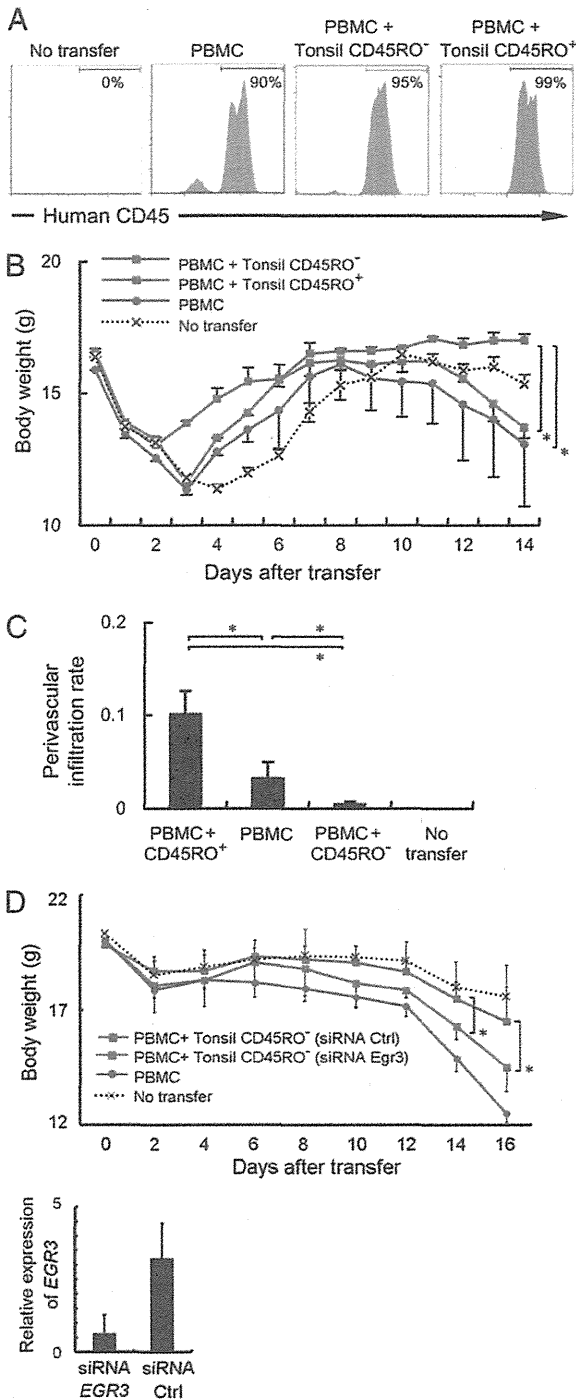 A
No transfer
PBMC
PBMC +
Tonsil CD45RO⁻
PBMC +
Tonsil CD45RO⁺
0%
90%
95%
99%
Human CD45
B
20
15
10
Body weight (g)
PBMC + Tonsil CD45RO⁻
PBMC + Tonsil CD45RO⁺
PBMC
No transfer
*
*
0 2 4 6 8 10 12 14
Days after transfer
C
0.2
0.1
0
Perivascular
infiltration rate
* *
*
PBMC+
CD45RO⁺
PBMC
PBMC+
CD45RO⁻
No
transfer
D
22
17
12
Body weight (g)
PBMC+ Tonsil CD45RO⁻ (siRNA Ctrl)
PBMC+ Tonsil CD45RO⁻ (siRNA Egr3)
PBMC
No transfer
*
*
0 2 4 6 8 10 12 14 16
Days after transfer
5
0
Relative expression
of EGR3
siRNA
EGR3
siRNA
Ctrl